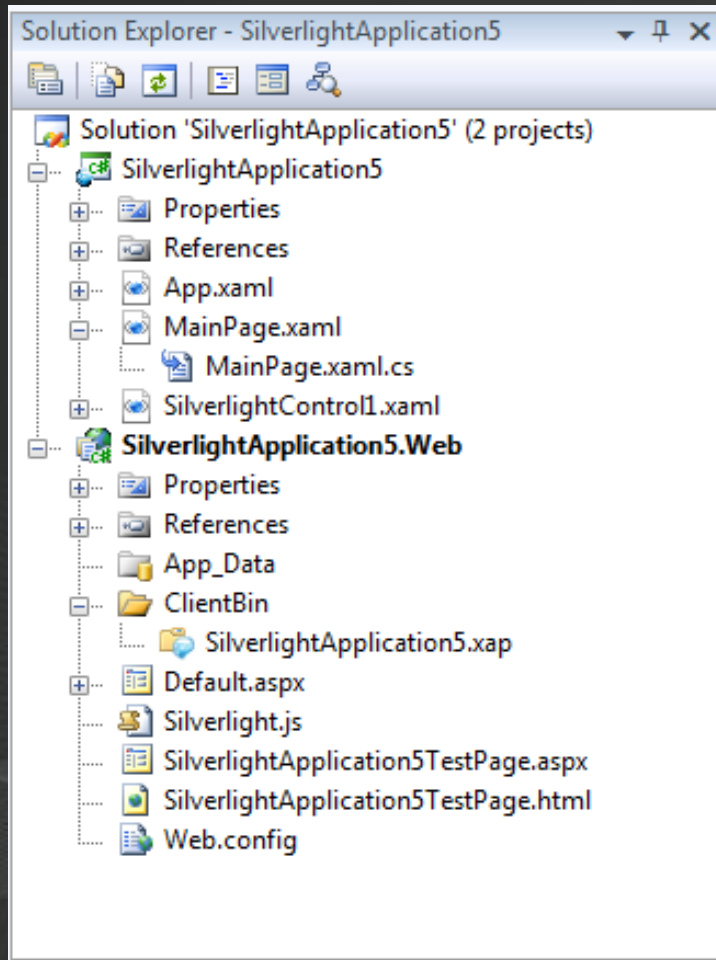 Solution Explorer - SilverlightApplication5
Solution 'SilverlightApplication5' (2 projects)
SilverlightApplication5
Properties
References
App.xaml
MainPage.xaml
MainPage.xaml.cs
SilverlightControl1.xaml
SilverlightApplication5.Web
Properties
References
App_Data
ClientBin
SilverlightApplication5.xap
Default.aspx
Silverlight.js
SilverlightApplication5TestPage.aspx
SilverlightApplication5TestPage.html
Web.config